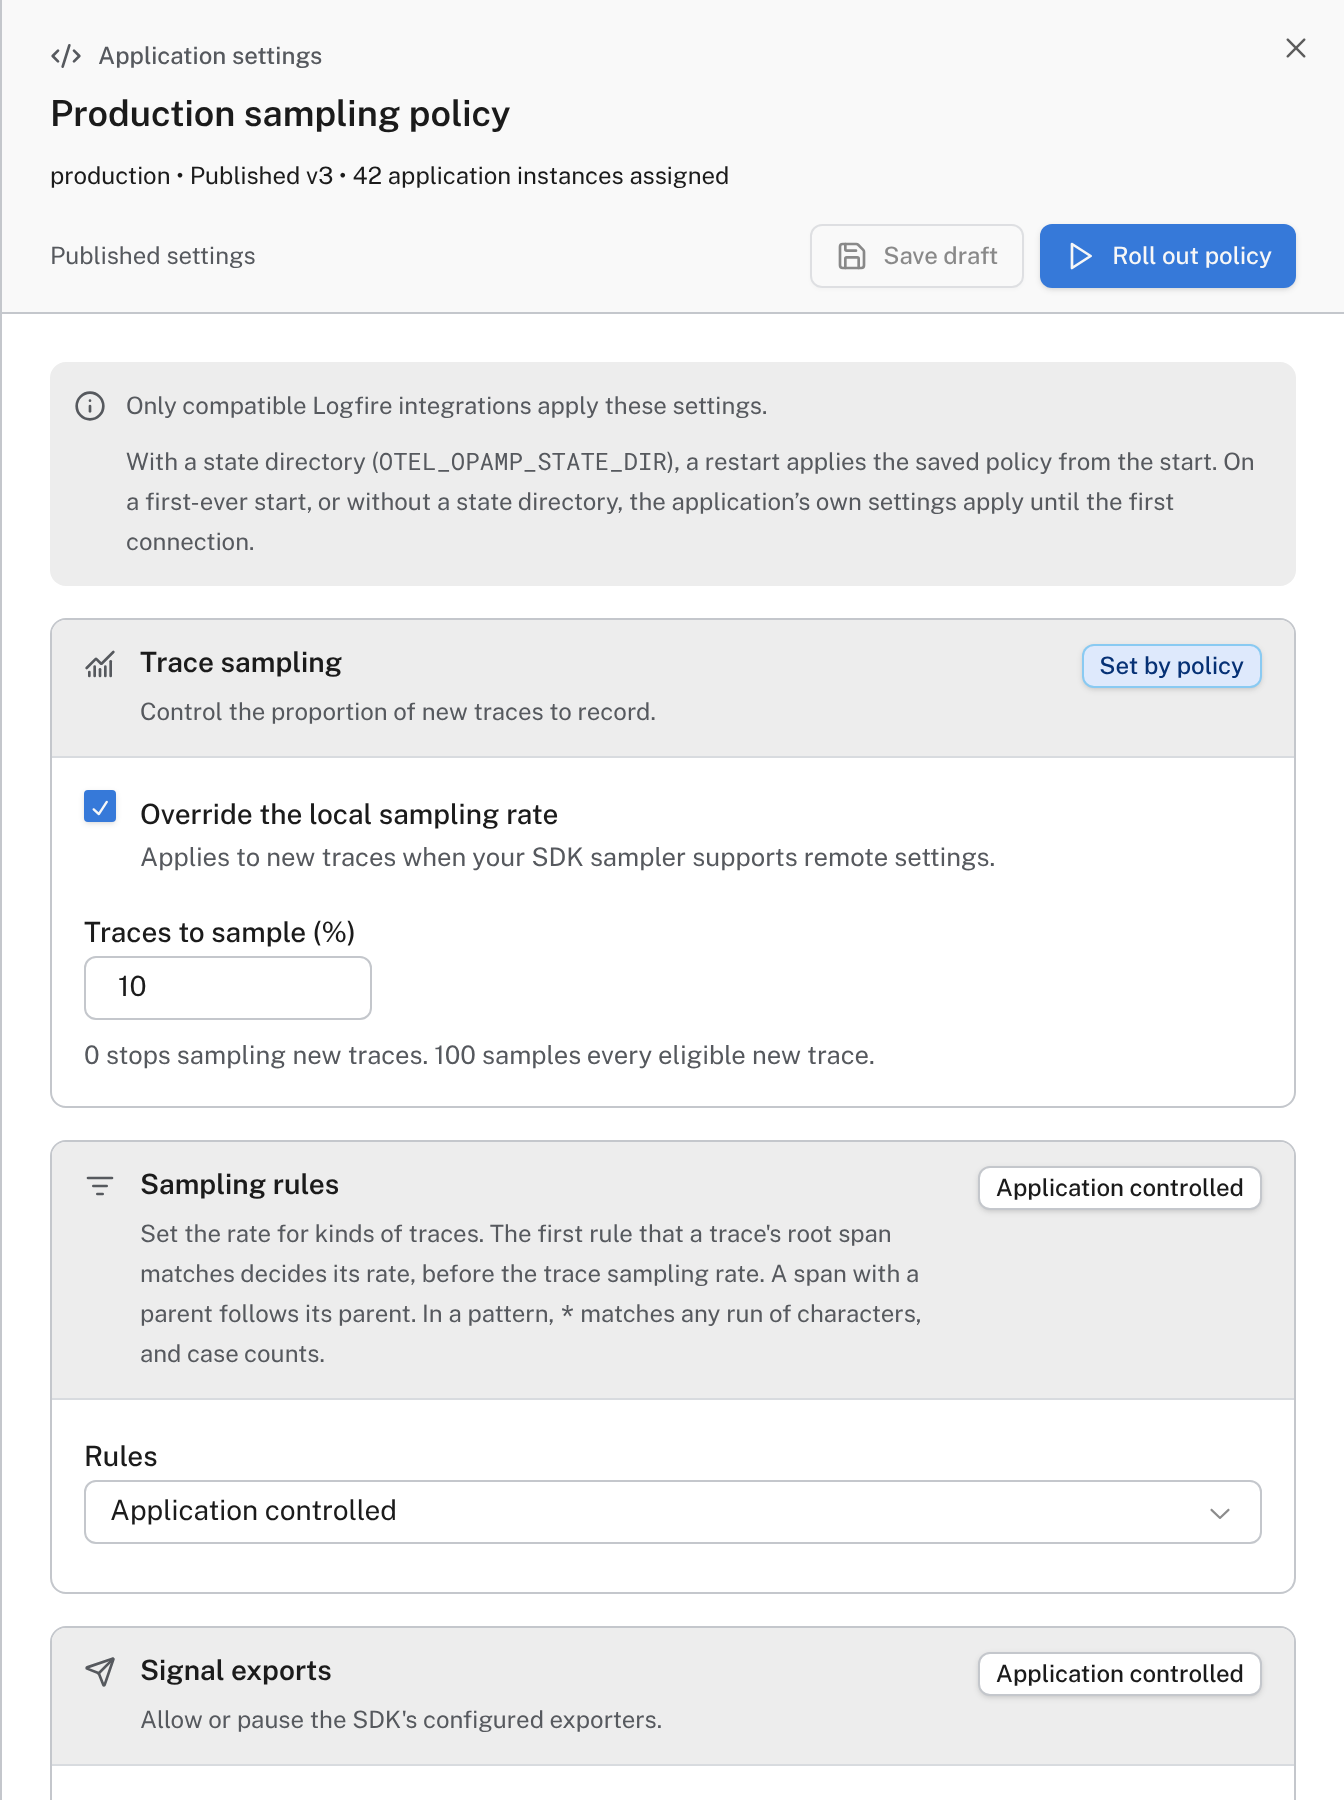 Application settings
Production sampling policy
production • Published v3 • 42 application instances assigned
Published settings
Save draft
Roll out policy
Only compatible Logfire integrations apply these settings.
With a state directory (OTEL_OPAMP_STATE_DIR), a restart applies the saved policy from the start. On
a first-ever start, or without a state directory, the application’s own settings apply until the first
connection.
Trace sampling
Set by policy
Control the proportion of new traces to record.
Override the local sampling rate
Applies to new traces when your SDK sampler supports remote settings.
Traces to sample (%)
10
0 stops sampling new traces. 100 samples every eligible new trace.
Sampling rules
Application controlled
Set the rate for kinds of traces. The first rule that a trace's root span
matches decides its rate, before the trace sampling rate. A span with a
parent follows its parent. In a pattern, * matches any run of characters,
and case counts.
Rules
Application controlled
Signal exports
Application controlled
Allow or pause the SDK's configured exporters.